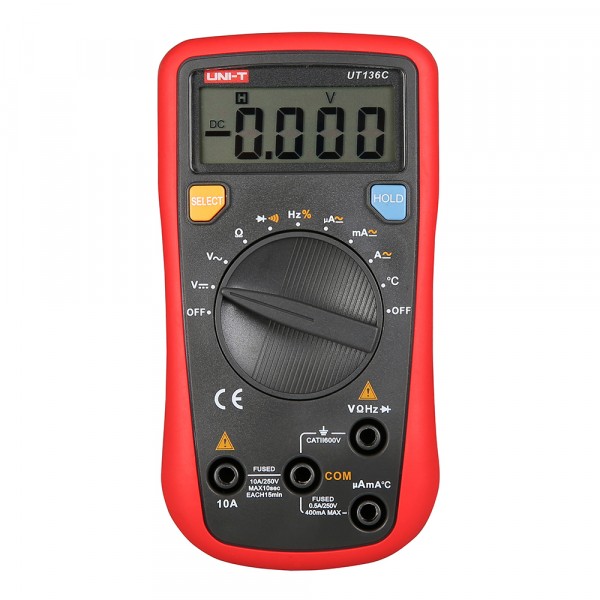 UNI-T UT136C
H V
DC -0.000
SELECT HOLD
Hz%
µA
Ω mA
V~ A
V °C
OFF OFF
CE
VΩHz
CATII600V
FUSED
10A/250V
MAX10sec
EACH15min
COM
10A
FUSED
0.5A/250V
400mA MAX
µAmA°C